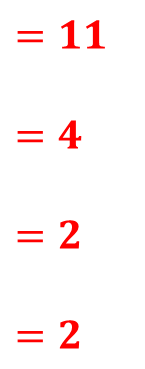 = 11
= 4
= 2
= 2